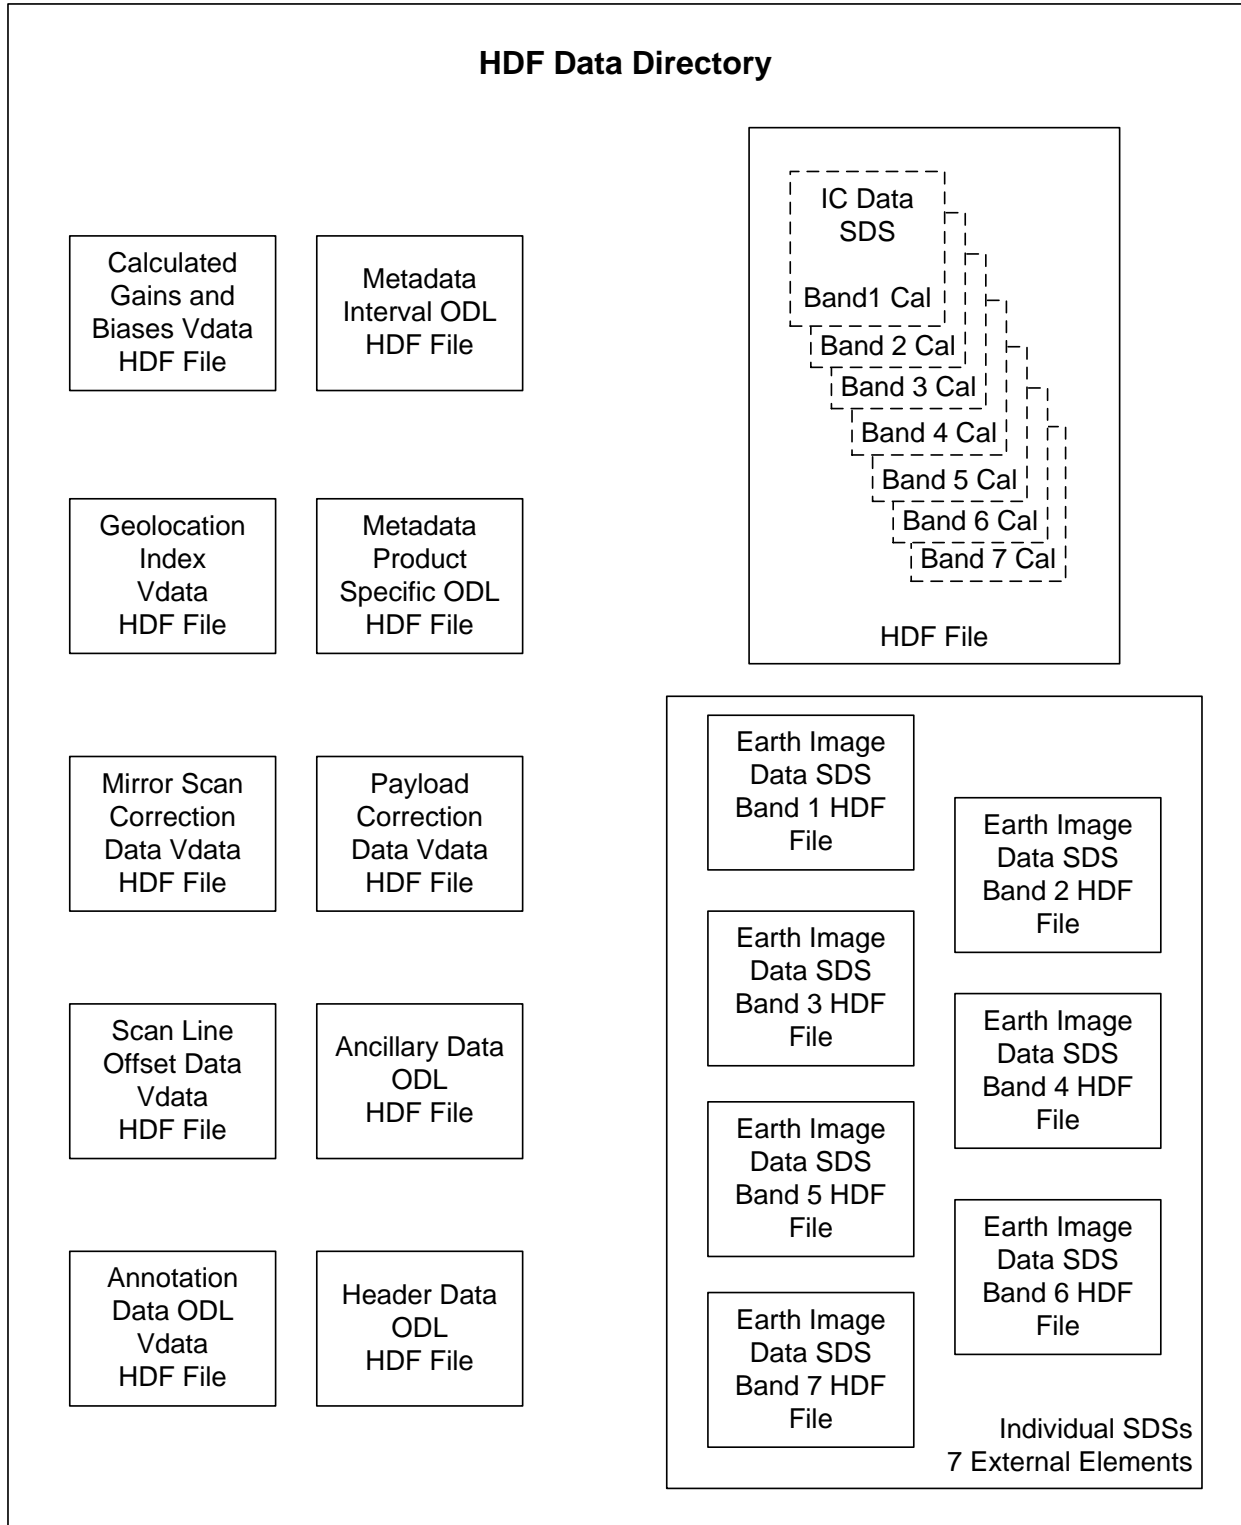 HDF Data Directory
Calculated
Gains and
Biases Vdata
HDF File
Metadata
Interval ODL
HDF File
Geolocation
Index
Vdata
HDF File
Metadata
Product
Specific ODL
HDF File
Mirror Scan
Correction
Data Vdata
HDF File
Payload
Correction
Data Vdata
HDF File
Scan Line
Offset Data
Vdata
HDF File
Ancillary Data
ODL
HDF File
Annotation
Data ODL
Vdata
HDF File
Header Data
ODL
HDF File
IC Data
SDS
Band1 Cal
Band 2 Cal
Band 3 Cal
Band 4 Cal
Band 5 Cal
Band 6 Cal
Band 7 Cal
HDF File
Earth Image
Data SDS
Band 1 HDF
File
Earth Image
Data SDS
Band 2 HDF
File
Earth Image
Data SDS
Band 3 HDF
File
Earth Image
Data SDS
Band 4 HDF
File
Earth Image
Data SDS
Band 5 HDF
File
Earth Image
Data SDS
Band 6 HDF
File
Earth Image
Data SDS
Band 7 HDF
File
Individual SDSs
7 External Elements